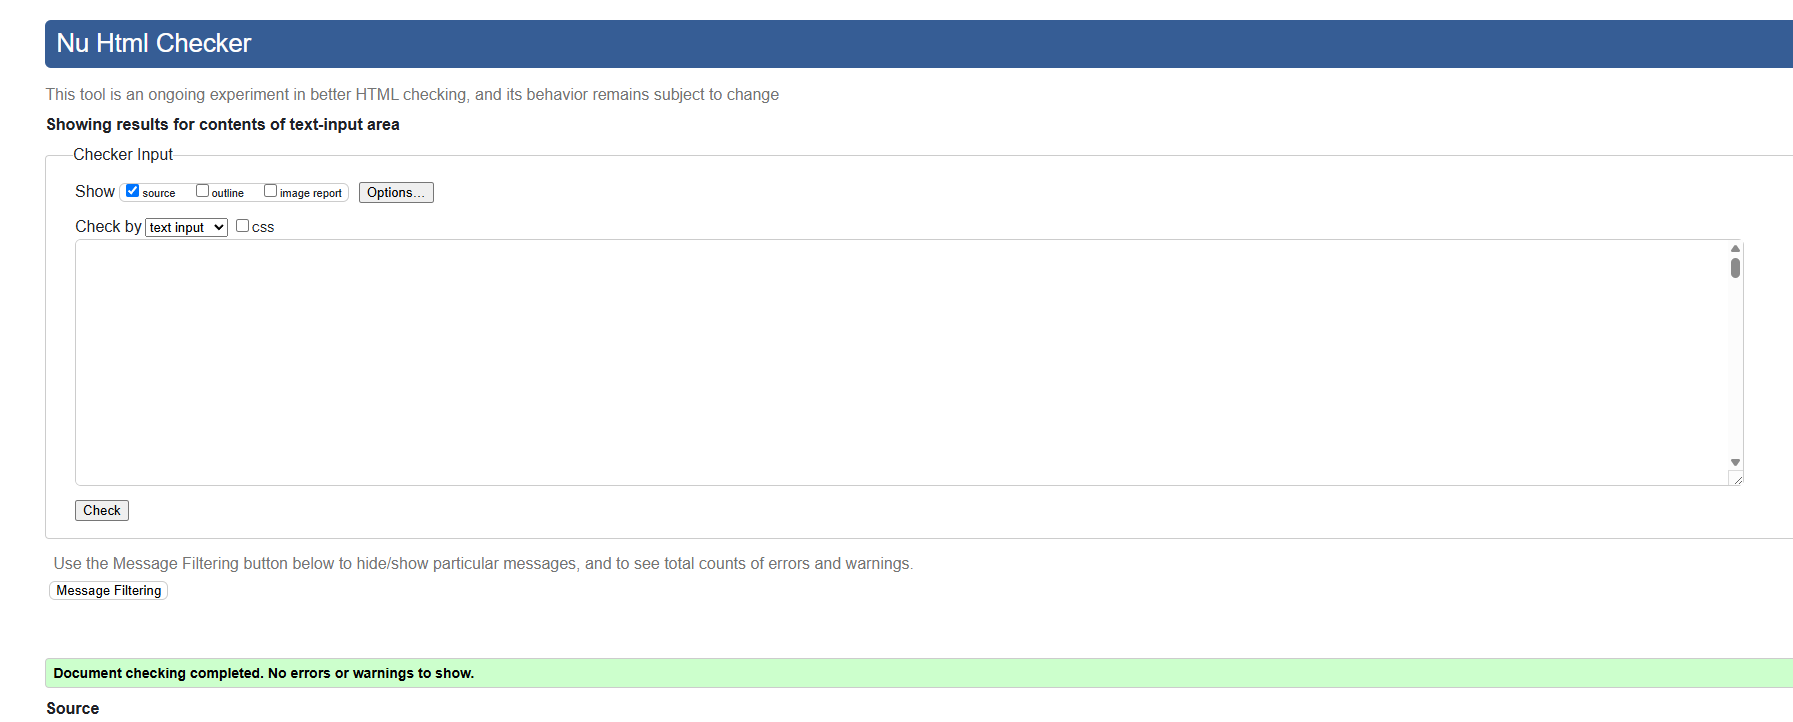 Nu Html Checker
This tool is an ongoing experiment in better HTML checking, and its behavior remains subject to change
Showing results for contents of text-input area
Checker Input
Show source outline image report Options...
Check by text input css
Check
Use the Message Filtering button below to hide/show particular messages, and to see total counts of errors and warnings.
Message Filtering
Document checking completed. No errors or warnings to show.
Source